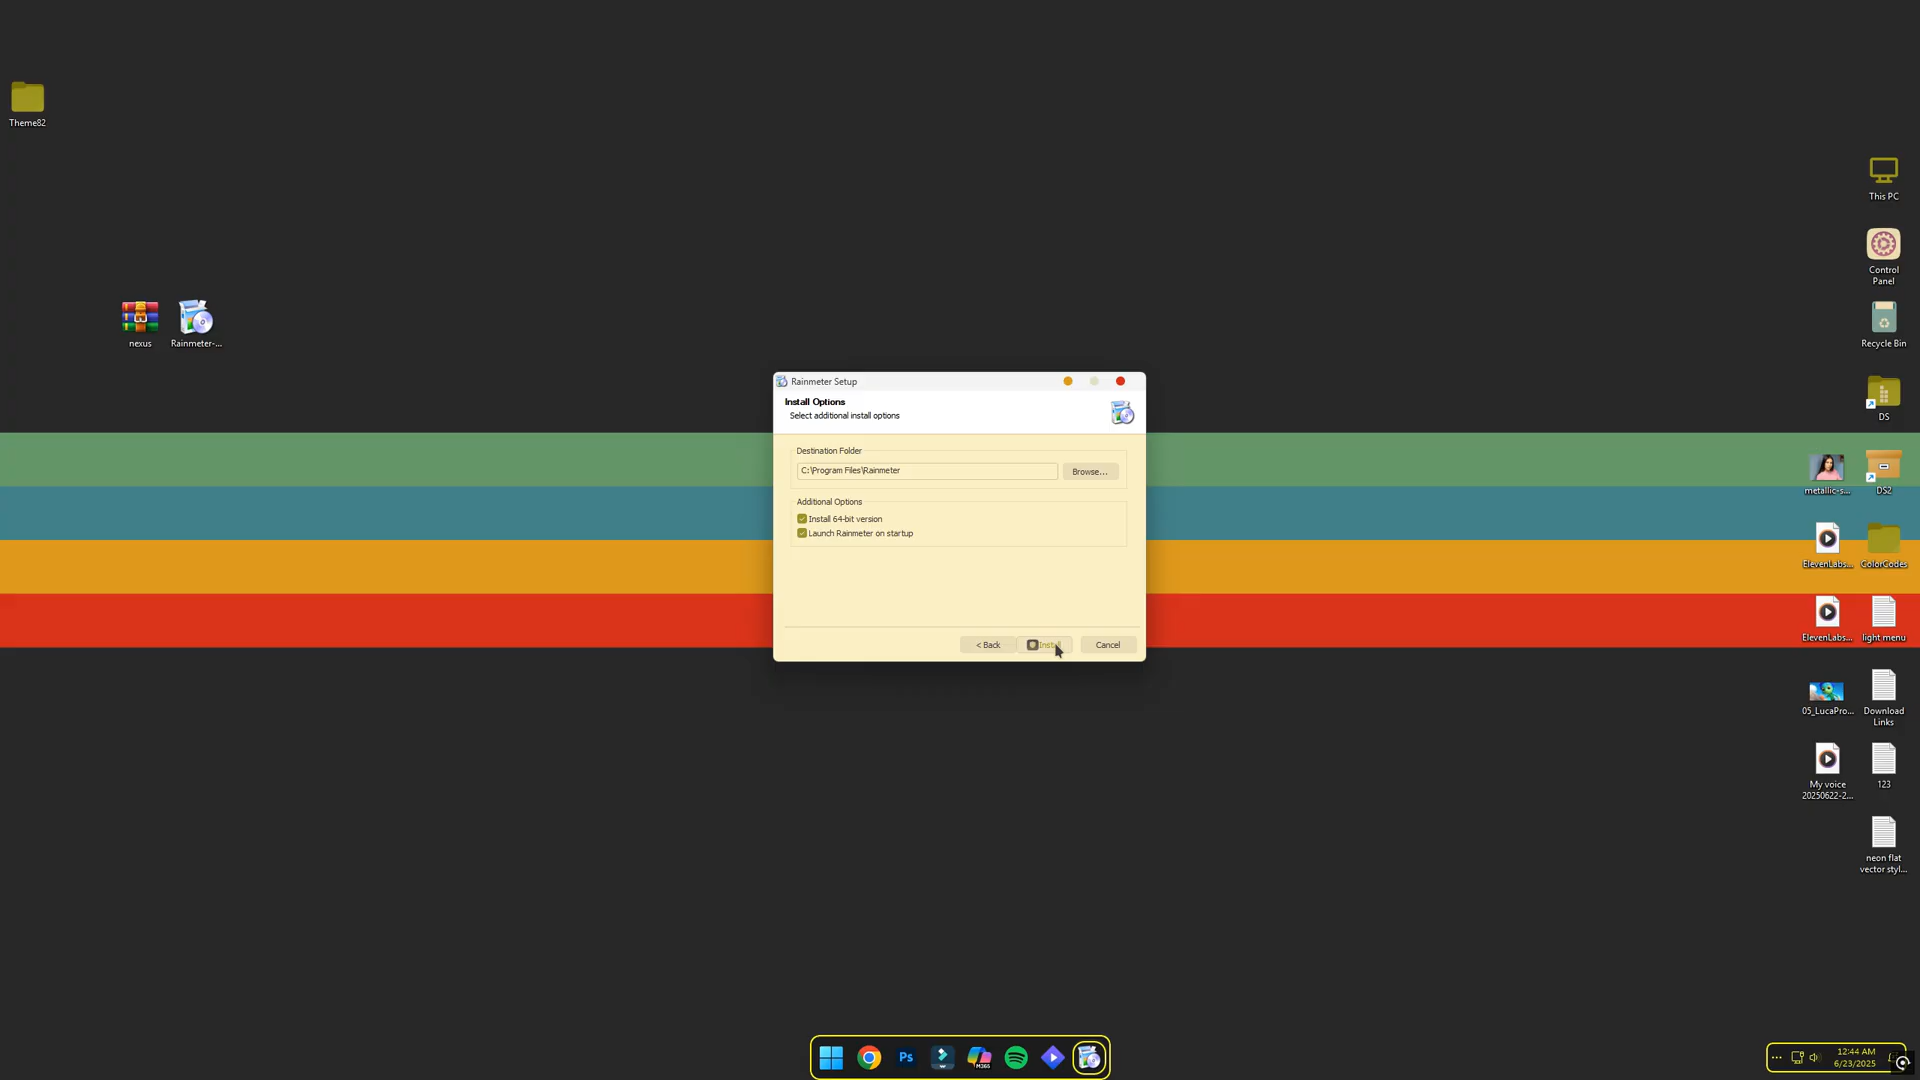 Theme82
This PC
Control
Panel
nexus
Rainmeter-...
Recycle Bin
Rainmeter Setup
Install Options
Select additional install options
DS
Destination Folder
C:\Program Files\Rainmeter
Browse...
metallic-s...
DS2
Additional Options
Install 64-bit version
Launch Rainmeter on startup
ElevenLabs...
ColorCodes
ElevenLabs...
light menu
< Back
Install
Cancel
05_LucaPro...
Download
Links
My voice
20250622-2...
123
neon flat
vector styl...
Ps
M365
12:44 AM
6/23/2025